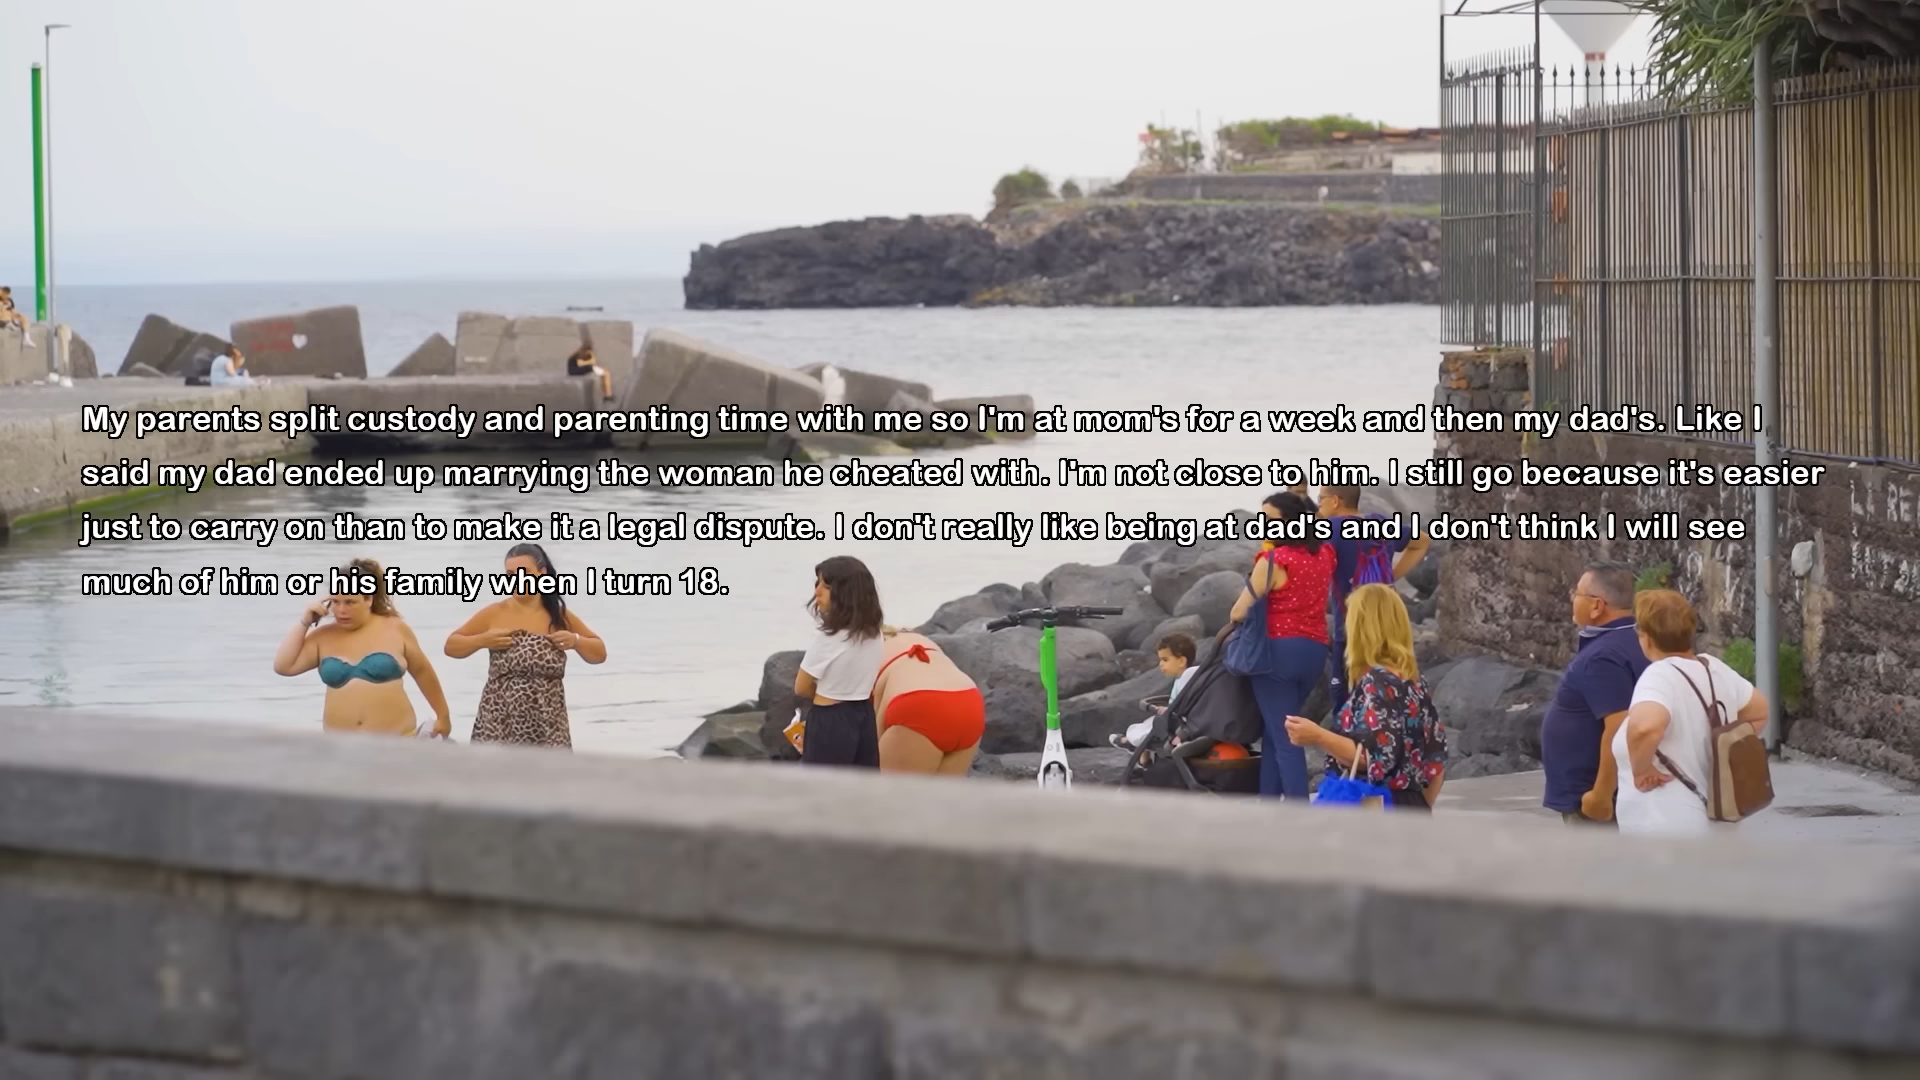 My parents split custody and parenting time with me so I'm at mom's for a week and then my dad's. Like I
said my dad ended up marrying the woman he cheated with. I'm not close to him. I still go because it's easier
just to carry on than to make it a legal dispute. I don't really like being at dad's and I don't think I will see
much of him or his family when I turn 18.